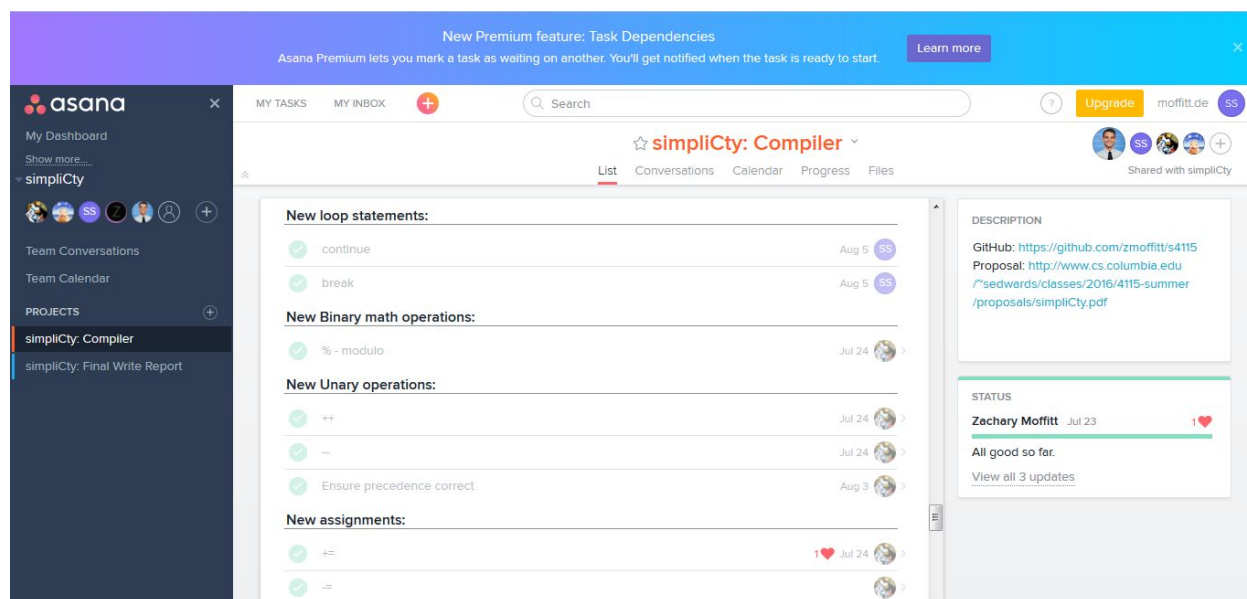 New Premium feature: Task Dependencies
Asana Premium lets you mark a task as waiting on another. You'll get notified when the task is ready to start.
Learn more
×
asana
×
MY TASKS
MY INBOX
+
Search
?
Upgrade
moffitt.de
SS
My Dashboard
Show more...
simpliCty
SS
Z
+
Team Conversations
Team Calendar
PROJECTS
+
simpliCty: Compiler
simpliCty: Final Write Report
simpliCty: Compiler
List
Conversations
Calendar
Progress
Files
SS
+
Shared with simpliCty
New loop statements:
continue Aug 5 SS
break Aug 5 SS
New Binary math operations:
% - modulo Jul 24
New Unary operations:
++ Jul 24
– Jul 24
Ensure precedence correct Aug 3
New assignments:
+= 1 Jul 24
-=
DESCRIPTION
GitHub: https://github.com/zmoffitt/s4115
Proposal: http://www.cs.columbia.edu
/~sedwards/classes/2016/4115-summer
/proposals/simpliCty.pdf
STATUS
Zachary Moffitt Jul 23 1
All good so far.
View all 3 updates